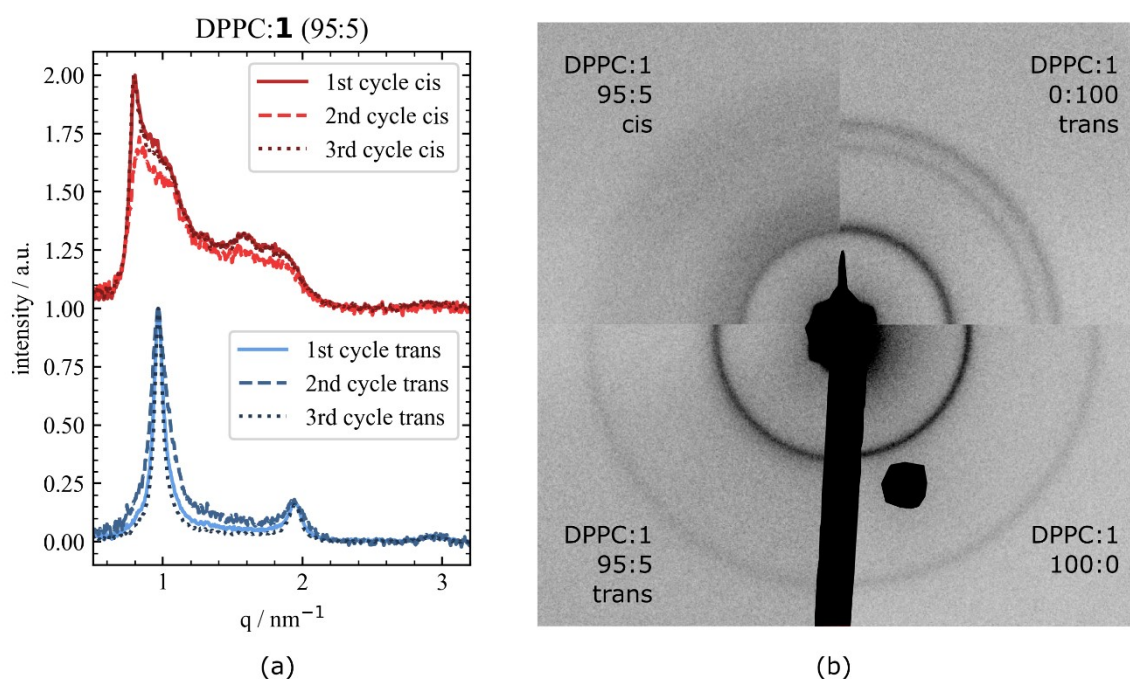 DPPC:1 (95:5)
2.00
1.75
1.50
1.25
1.00
0.75
0.50
0.25
0.00
intensity / a.u.
1st cycle cis
2nd cycle cis
3rd cycle cis
1st cycle trans
2nd cycle trans
3rd cycle trans
1 2 3
q / nm⁻¹
(a)
DPPC:1
95:5
cis
DPPC:1
0:100
trans
DPPC:1
95:5
trans
DPPC:1
100:0
(b)